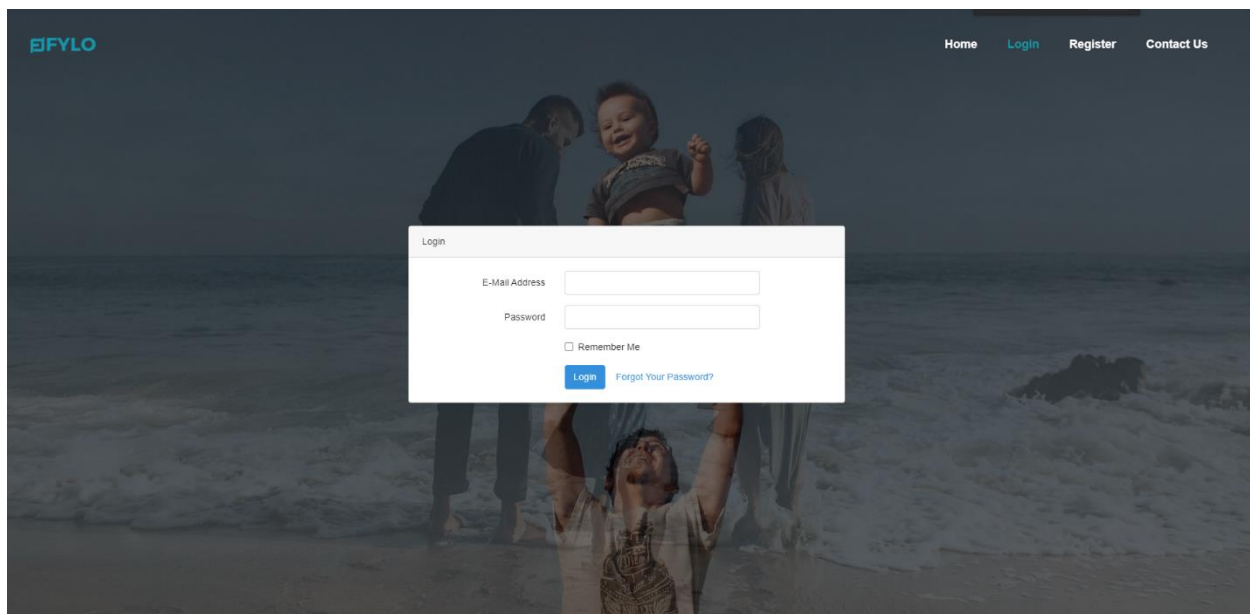 FYLO
Home Login Register Contact Us
Login
E-Mail Address
Password
Remember Me
Login Forgot Your Password?